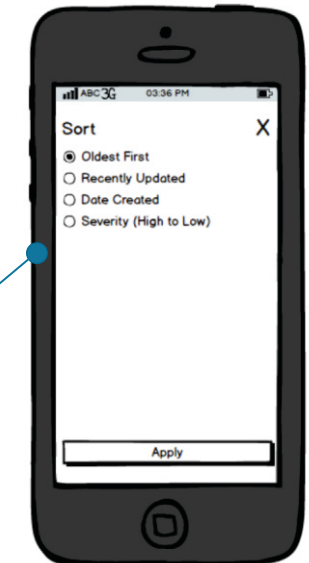 ABC 3G 03:36 PM
Sort X
Oldest First
Recently Updated
Date Created
Severity (High to Low)
Apply